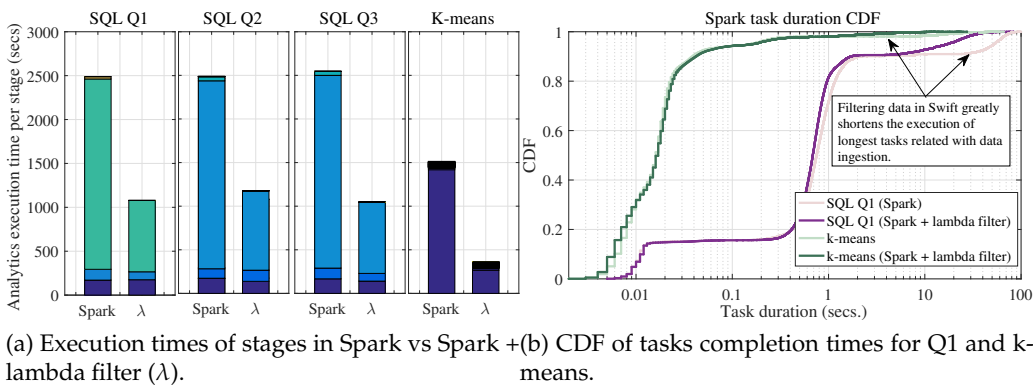 SQL Q1
SQL Q2
SQL Q3
K-means
Analytics execution time per stage (secs)
3000
2500
2000
1500
1000
500
0
Spark λ
Spark λ
Spark λ
Spark λ
Spark task duration CDF
CDF
1
0.8
0.6
0.4
0.2
0
Filtering data in Swift greatly
shortens the execution of
longest tasks related with data
ingestion.
SQL Q1 (Spark)
SQL Q1 (Spark + lambda filter)
k-means
k-means (Spark + lambda filter)
0.01 0.1 1 10 100
Task duration (secs.)
(a) Execution times of stages in Spark vs Spark +
lambda filter (λ).
(b) CDF of tasks completion times for Q1 and k-
means.